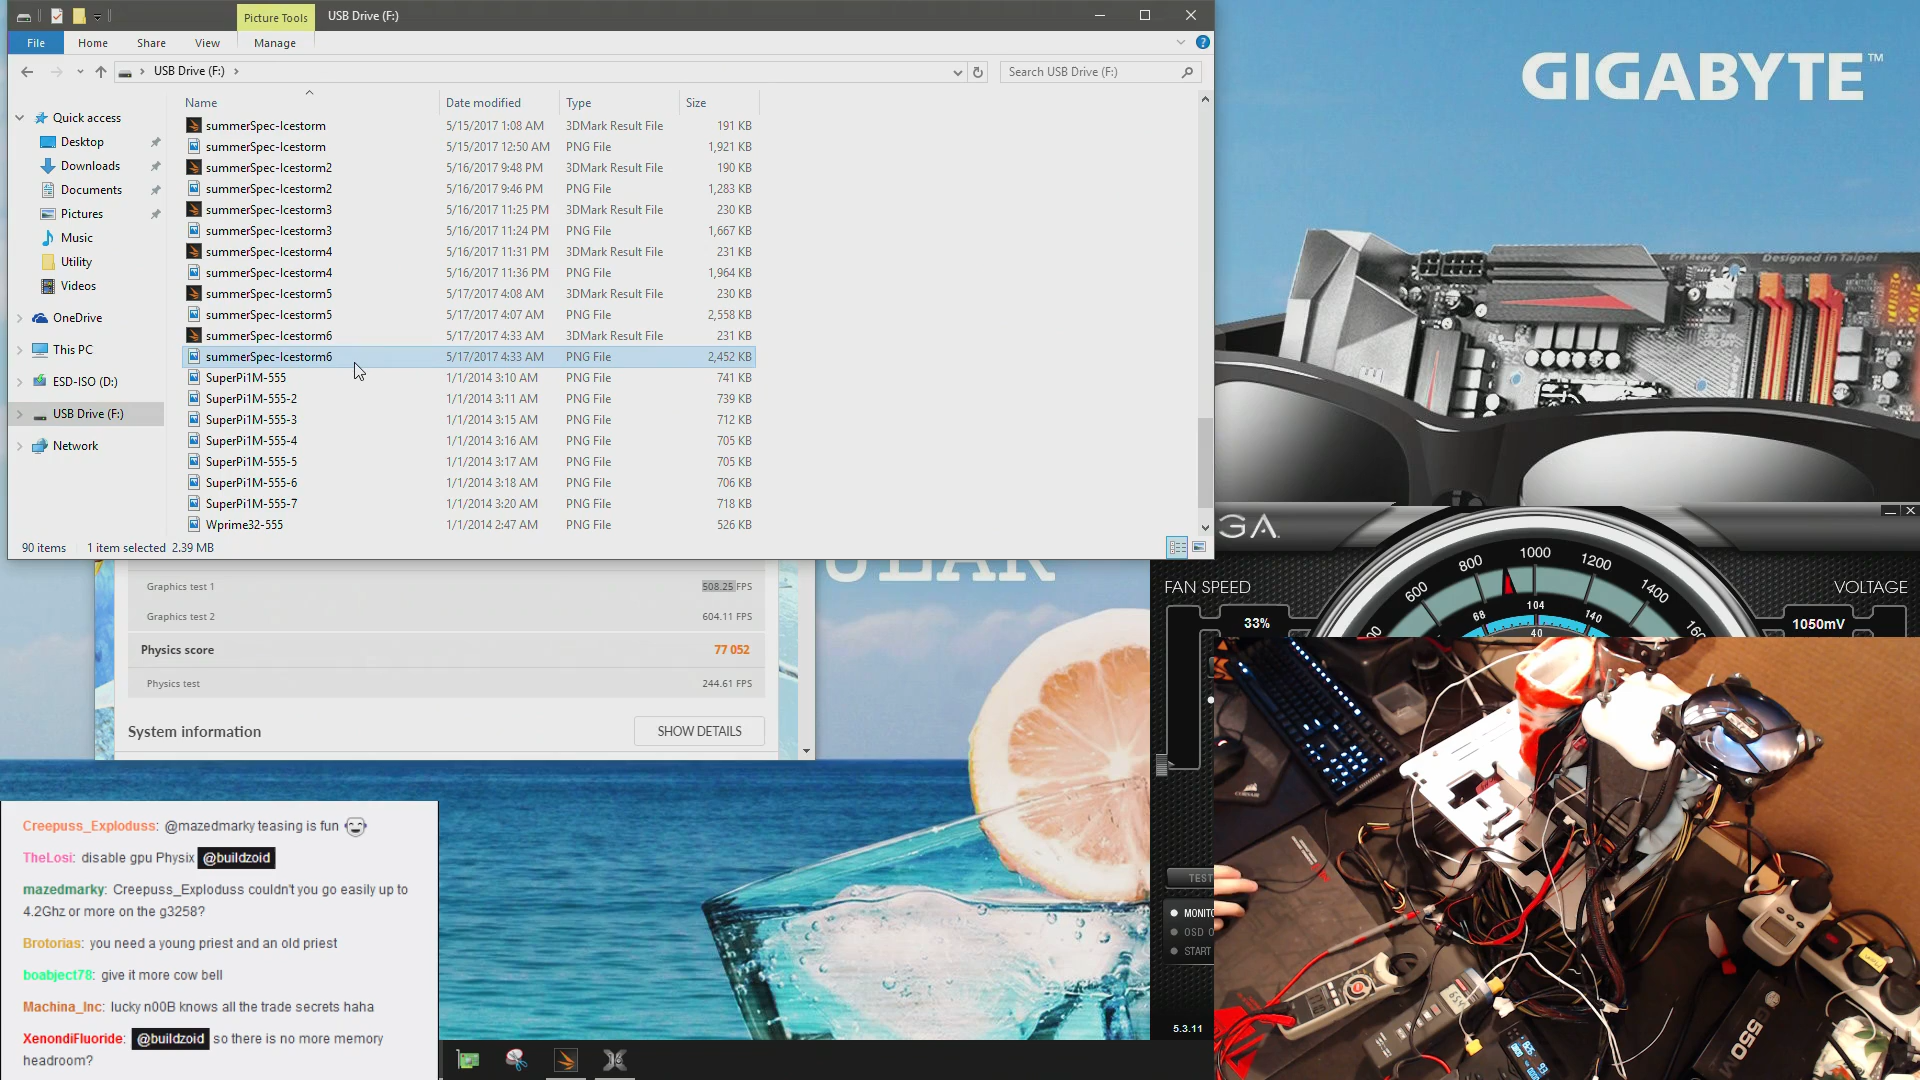 Picture Tools
USB Drive (F:)
File
Home
Share
View
Manage
USB Drive (F:)
Search USB Drive (F:)
Name
Date modified
Type
Size
Quick access
Desktop
Downloads
Documents
Pictures
Music
Utility
Videos
OneDrive
This PC
ESD-ISO (D:)
USB Drive (F:)
Network
summerSpec-Icestorm 5/15/2017 1:08 AM 3DMark Result File 191 KB
summerSpec-Icestorm 5/15/2017 12:50 AM PNG File 1,921 KB
summerSpec-Icestorm2 5/16/2017 9:48 PM 3DMark Result File 190 KB
summerSpec-Icestorm2 5/16/2017 9:46 PM PNG File 1,283 KB
summerSpec-Icestorm3 5/16/2017 11:25 PM 3DMark Result File 230 KB
summerSpec-Icestorm3 5/16/2017 11:24 PM PNG File 1,667 KB
summerSpec-Icestorm4 5/16/2017 11:31 PM 3DMark Result File 231 KB
summerSpec-Icestorm4 5/16/2017 11:36 PM PNG File 1,964 KB
summerSpec-Icestorm5 5/17/2017 4:08 AM 3DMark Result File 230 KB
summerSpec-Icestorm5 5/17/2017 4:07 AM PNG File 2,558 KB
summerSpec-Icestorm6 5/17/2017 4:33 AM 3DMark Result File 231 KB
summerSpec-Icestorm6 5/17/2017 4:33 AM PNG File 2,452 KB
SuperPi1M-555 1/1/2014 3:10 AM PNG File 741 KB
SuperPi1M-555-2 1/1/2014 3:11 AM PNG File 739 KB
SuperPi1M-555-3 1/1/2014 3:15 AM PNG File 712 KB
SuperPi1M-555-4 1/1/2014 3:16 AM PNG File 705 KB
SuperPi1M-555-5 1/1/2014 3:17 AM PNG File 705 KB
SuperPi1M-555-6 1/1/2014 3:18 AM PNG File 706 KB
SuperPi1M-555-7 1/1/2014 3:20 AM PNG File 718 KB
Wprime32-555 1/1/2014 2:47 AM PNG File 526 KB
90 items 1 item selected 2.39 MB
GIGABYTE™
ErP Ready
Designed in Taipei
Graphics test 1 508.25 FPS
Graphics test 2 604.11 FPS
Physics score 77 052
Physics test 244.61 FPS
System information
SHOW DETAILS
GA
FAN SPEED
33%
VOLTAGE
1050mV
600
800
1000
1200
1400
68
104
140
40
TEST
START
5.3.11
Creepuss_Exploduss: @mazedmarky teasing is fun
TheLosi: disable gpu Physix @buildzoid
mazedmarky: Creepuss_Exploduss couldn't you go easily up to
4.2Ghz or more on the g3258?
Brotorias: you need a young priest and an old priest
boabject78: give it more cow bell
Machina_Inc: lucky n00B knows all the trade secrets haha
XenondiFluoride: @buildzoid so there is no more memory
headroom?
CORSAIR
550